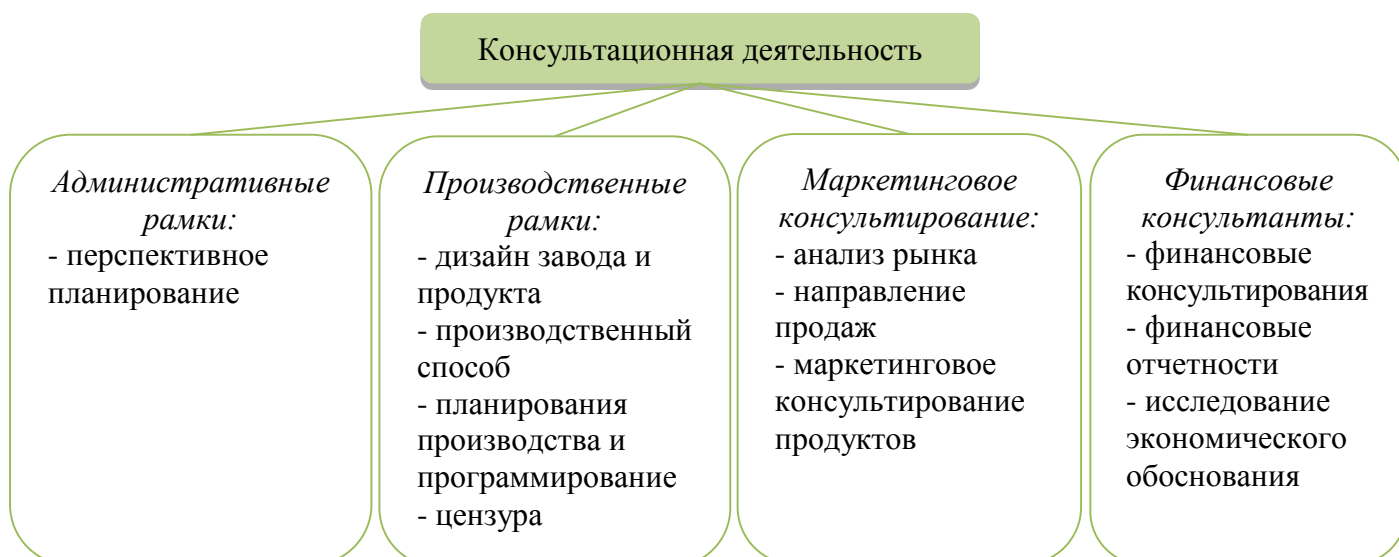 Консультационная деятельность
Административные
рамки:
- перспективное
планирование
Производственные
рамки:
- дизайн завода и
продукта
- производственный
способ
- планирования
производства и
программирование
- цензура
Маркетинговое
консультирование:
- анализ рынка
- направление
продаж
- маркетинговое
консультирование
продуктов
Финансовые
консультанты:
- финансовые
консультирования
- финансовые
отчетности
- исследование
экономического
обоснования